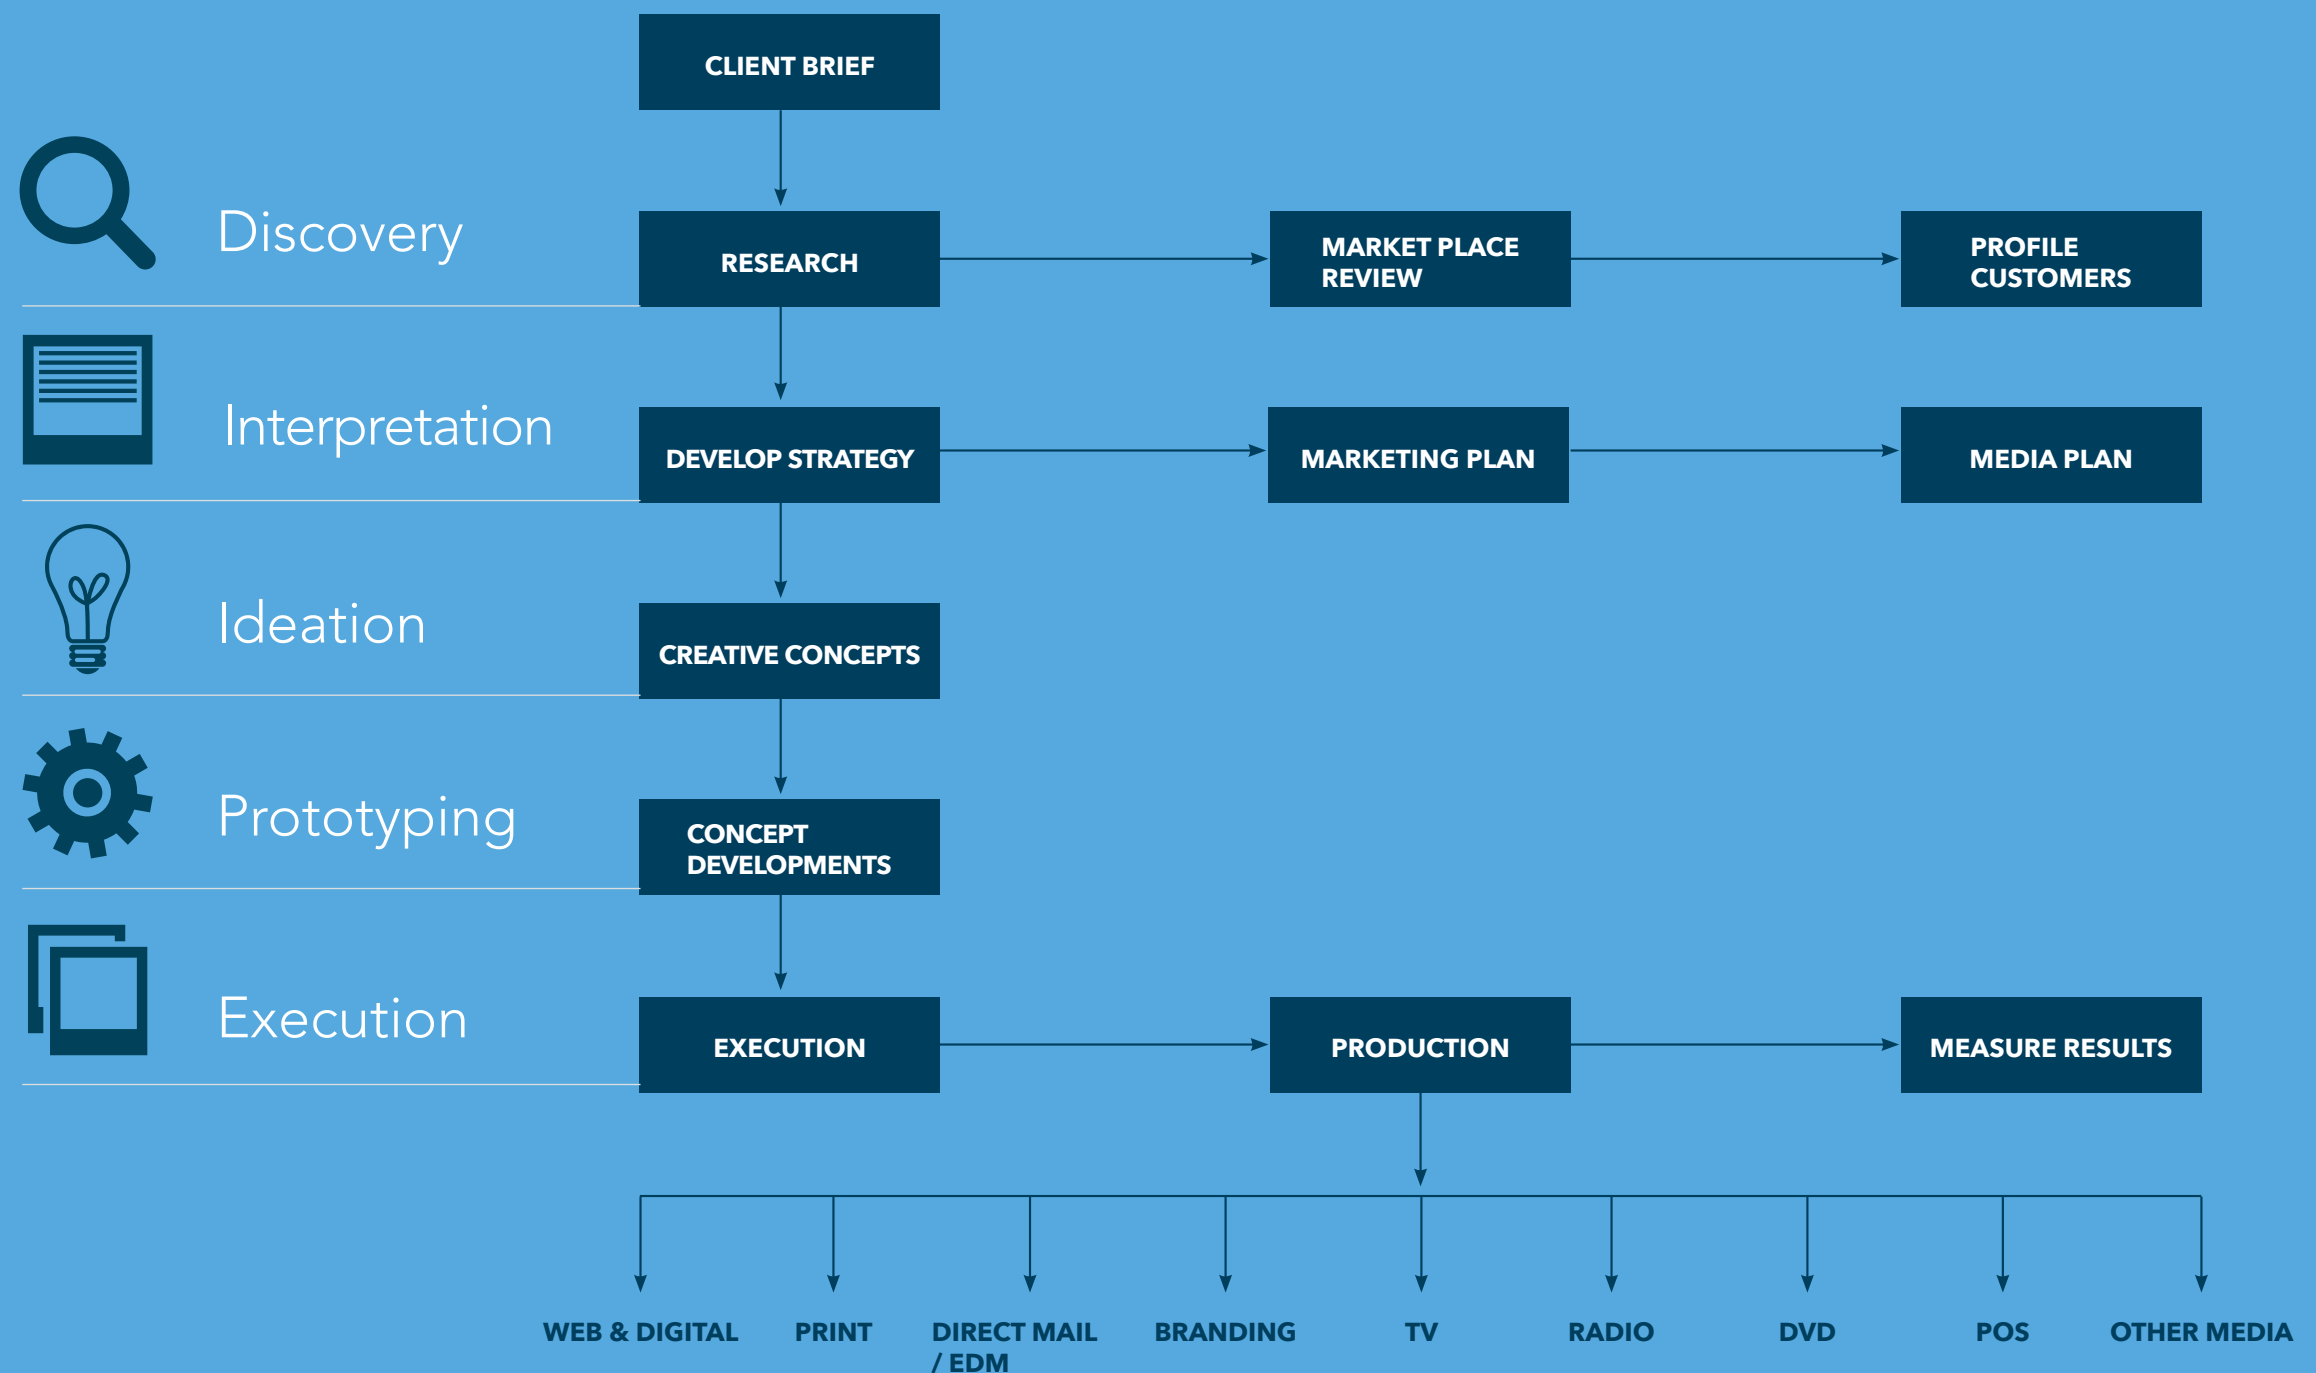 CLIENT BRIEF
Discovery
RESEARCH
MARKET PLACE
REVIEW
PROFILE
CUSTOMERS
Interpretation
DEVELOP STRATEGY
MARKETING PLAN
MEDIA PLAN
Ideation
CREATIVE CONCEPTS
Prototyping
CONCEPT
DEVELOPMENTS
Execution
EXECUTION
PRODUCTION
MEASURE RESULTS
WEB & DIGITAL
PRINT
DIRECT MAIL
/ EDM
BRANDING
TV
RADIO
DVD
POS
OTHER MEDIA